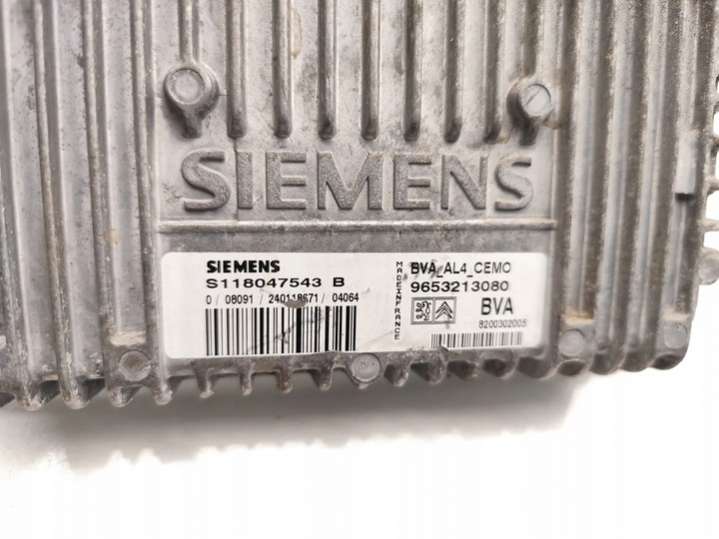 SIEMENS
SIEMENS
S118047543 B
0 / 08091 / 240118671 / 04064
MADE IN FRANCE
BVA_AL4_CEMO
9653213080
BVA
8200302005